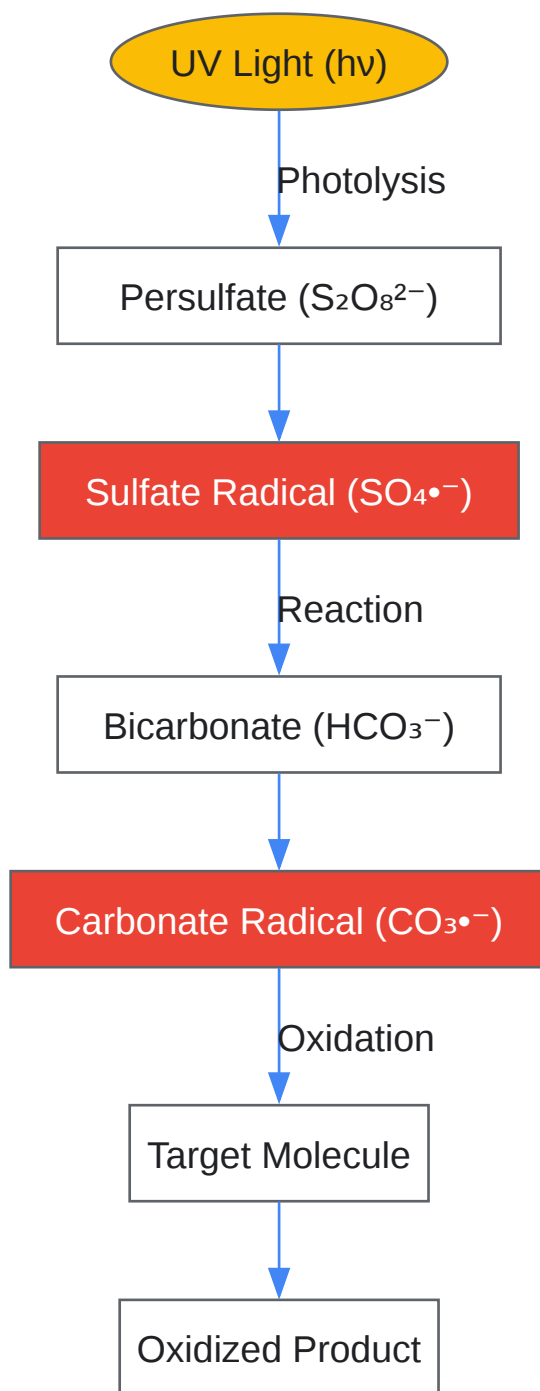 UV Light (hν)
Photolysis
Persulfate (S₂O₈²⁻)
Sulfate Radical (SO₄•⁻)
Reaction
Bicarbonate (HCO₃⁻)
Carbonate Radical (CO₃•⁻)
Oxidation
Target Molecule
Oxidized Product